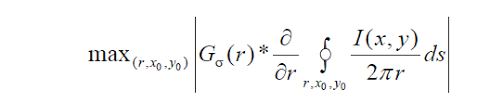 max_{(r,x_0,y_0)} | G_σ(r) * ∂/∂r ∮_{r,x_0,y_0} I(x, y)/2πr ds |